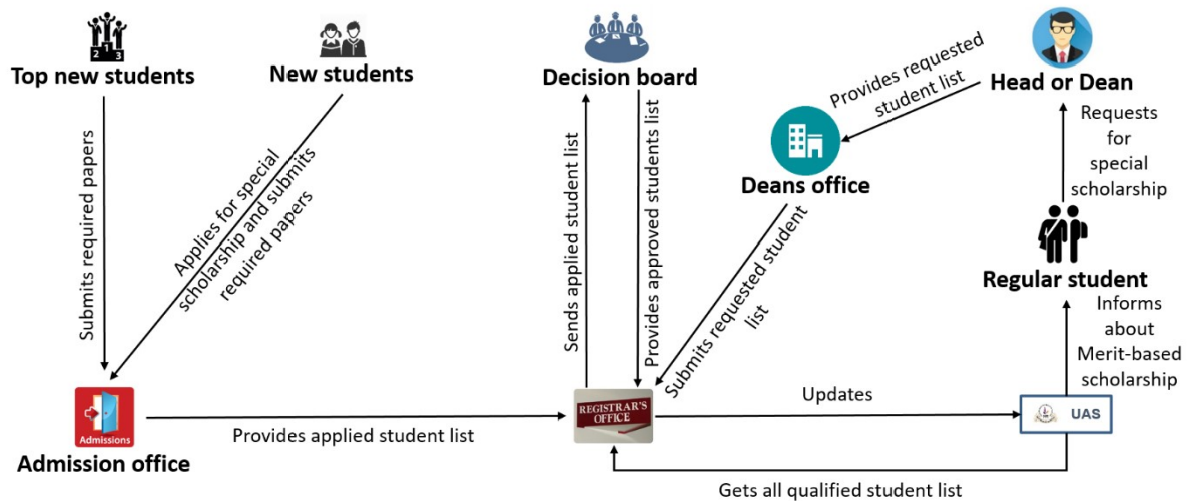 2 1 3
Top new students
New students
Decision board
Head or Dean
Provides requested
student list
Deans office
Requests
for
special
scholarship
Regular student
Submits required papers
Applies for special
scholarship and submits
required papers
Sends applied student list
Provides approved students list
Submits requested student
list
Informs
about
Merit-based
scholarship
Admissions
Admission office
Provides applied student list
REGISTRAR'S
OFFICE
Updates
UAS
Gets all qualified student list